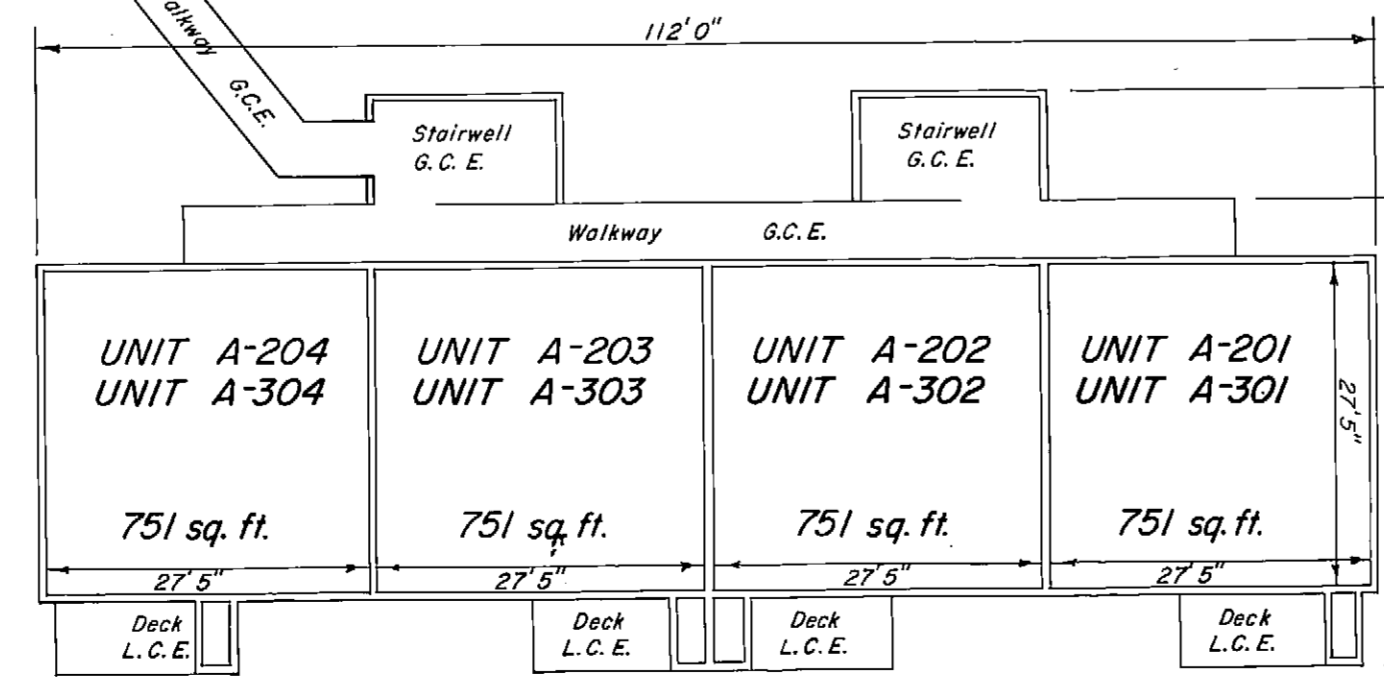 112'0"
Walkway G.C.E.
Stairwell
G. C. E.
Stairwell
G. C. E.
Walkway G.C.E.
UNIT A-204
UNIT A-304
751 sq. ft.
27'5"
UNIT A-203
UNIT A-303
751 sq. ft.
27'5"
UNIT A-202
UNIT A-302
751 sq. ft.
27'5"
UNIT A-201
UNIT A-301
751 sq. ft.
27'5"
27'5"
Deck
L.C.E.
Deck
L.C.E.
Deck
L.C.E.
Deck
L.C.E.